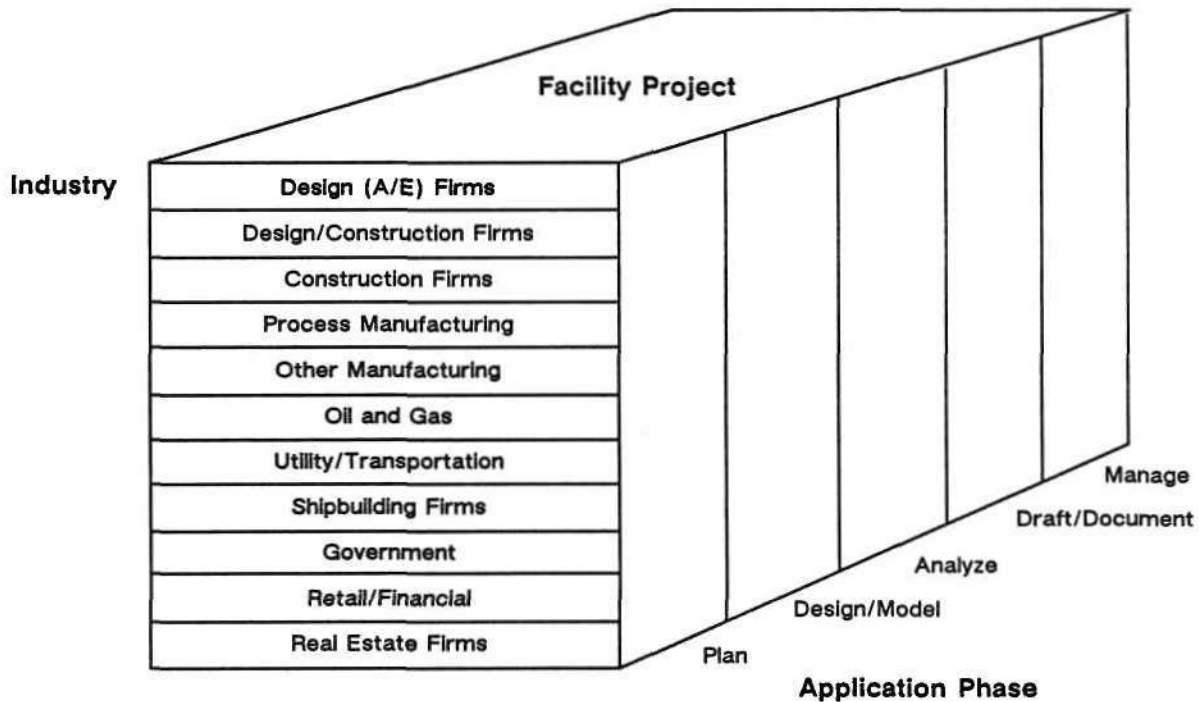 Facility Project
Industry
Design (A/E) Firms
Design/Construction Firms
Construction Firms
Process Manufacturing
Other Manufacturing
Oil and Gas
Utility/Transportation
Shipbuilding Firms
Government
Retail/Financial
Real Estate Firms
Manage
Draft/Document
Analyze
Design/Model
Plan
Application Phase